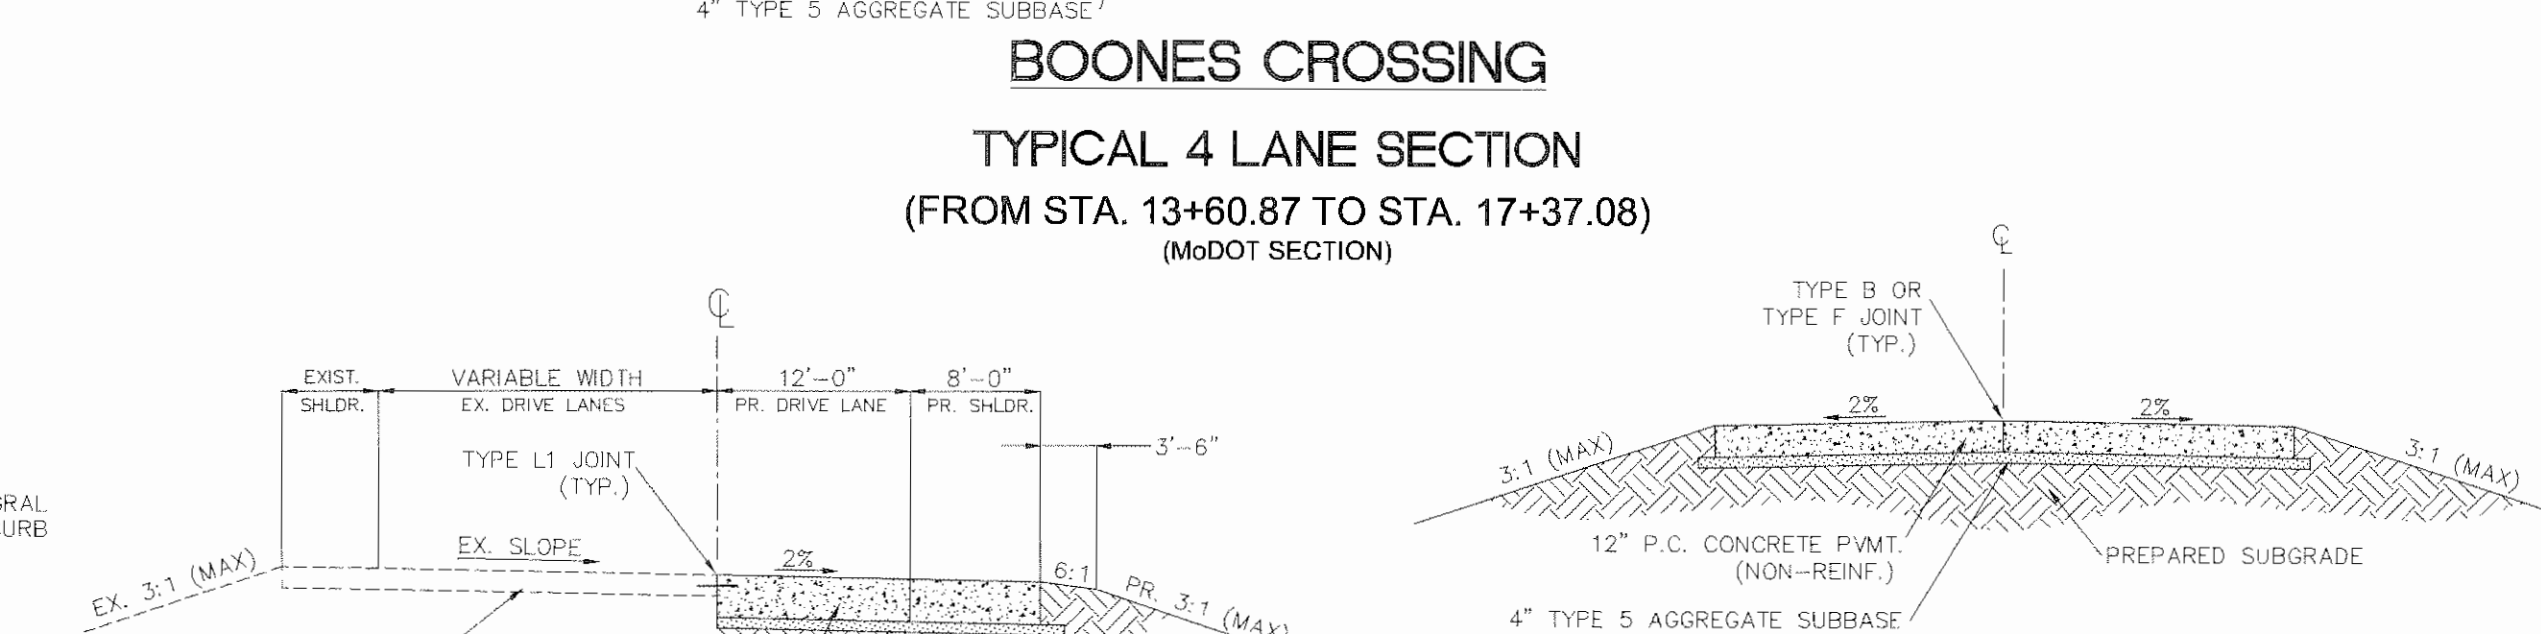 4" TYPE 5 AGGREGATE SUBBASE
BOONES CROSSING
TYPICAL 4 LANE SECTION
(FROM STA. 13+60.87 TO STA. 17+37.08)
(MoDOT SECTION)
℄
EXIST.
SHLDR.
VARIABLE WIDTH
EX. DRIVE LANES
12'-0"
PR. DRIVE LANE
8'-0"
PR. SHLDR.
3'-6"
TYPE L1 JOINT
(TYP.)
URB
EX. SLOPE
2%
6:1
EX. 3:1 (MAX)
PR. 3:1 (MAX)
℄
TYPE B OR
TYPE F JOINT
(TYP.)
2%
2%
3:1 (MAX)
3:1 (MAX)
12" P.C. CONCRETE PVMT.
(NON-REINF.)
PREPARED SUBGRADE
4" TYPE 5 AGGREGATE SUBBASE